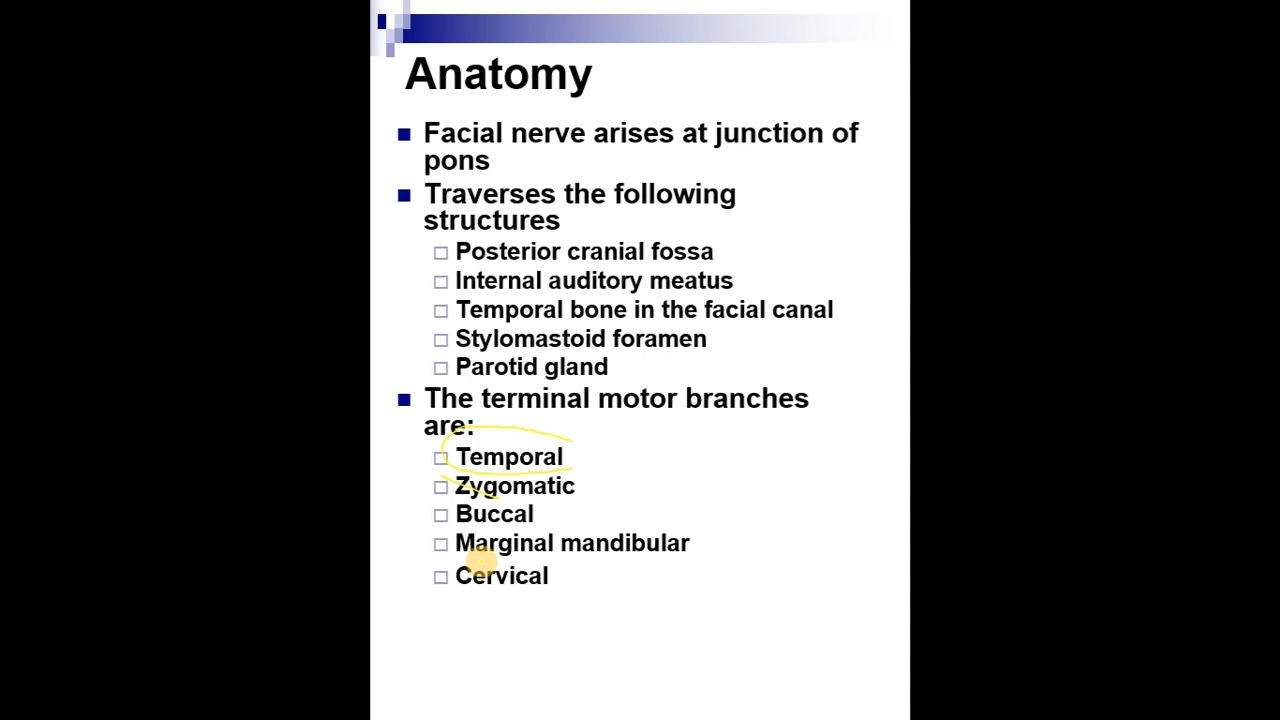 Anatomy
Facial nerve arises at junction of
pons
Traverses the following
structures
Posterior cranial fossa
Internal auditory meatus
Temporal bone in the facial canal
Stylomastoid foramen
Parotid gland
The terminal motor branches
are:
Temporal
Zygomatic
Buccal
Marginal mandibular
Cervical